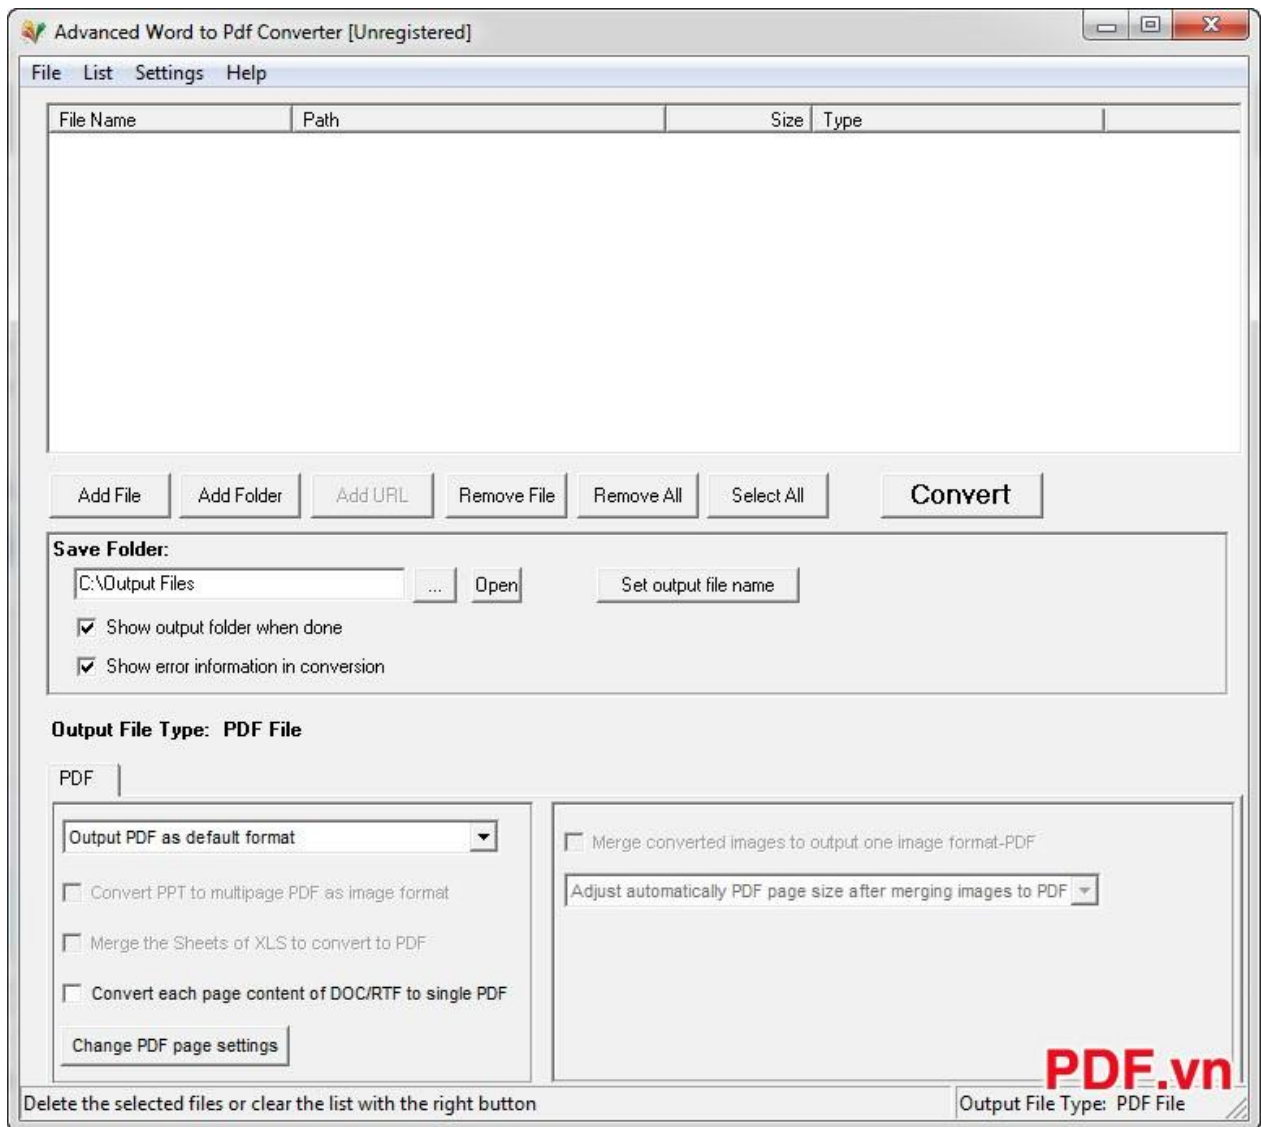 Advanced Word to Pdf Converter [Unregistered]
File List Settings Help
File Name Path Size Type
Add File Add Folder Add URL Remove File Remove All Select All Convert
Save Folder:
C:\Output Files ... Open Set output file name
Show output folder when done
Show error information in conversion
Output File Type: PDF File
PDF
Output PDF as default format
Convert PPT to multipage PDF as image format
Merge the Sheets of XLS to convert to PDF
Convert each page content of DOC/RTF to single PDF
Change PDF page settings
Merge converted images to output one image format-PDF
Adjust automatically PDF page size after merging images to PDF
PDF.vn
Delete the selected files or clear the list with the right button
Output File Type: PDF File